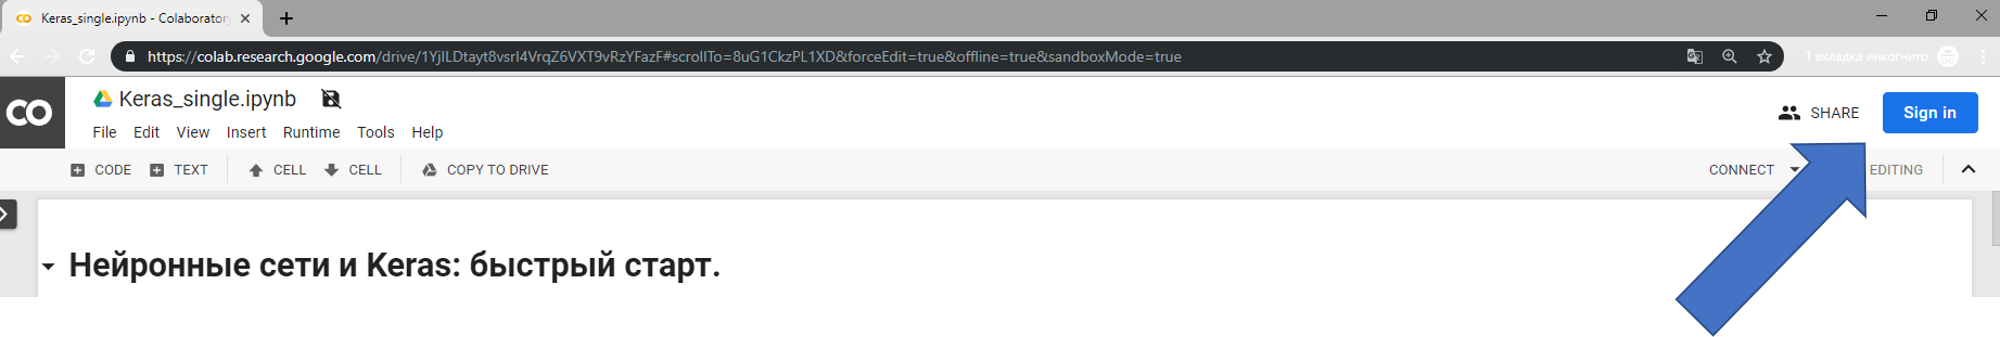 Keras_single.ipynb - Colaboratory
https://colab.research.google.com/drive/1YjlLDtayt8vsrl4VrqZ6VXT9vRzYFazF#scrollTo=8uG1CkzPL1XD&forceEdit=true&offline=true&sandboxMode=true
1 вкладка инкогнито
CO Keras_single.ipynb
SHARE Sign in
File Edit View Insert Runtime Tools Help
CODE TEXT CELL CELL COPY TO DRIVE CONNECT EDITING
Нейронные сети и Keras: быстрый старт.